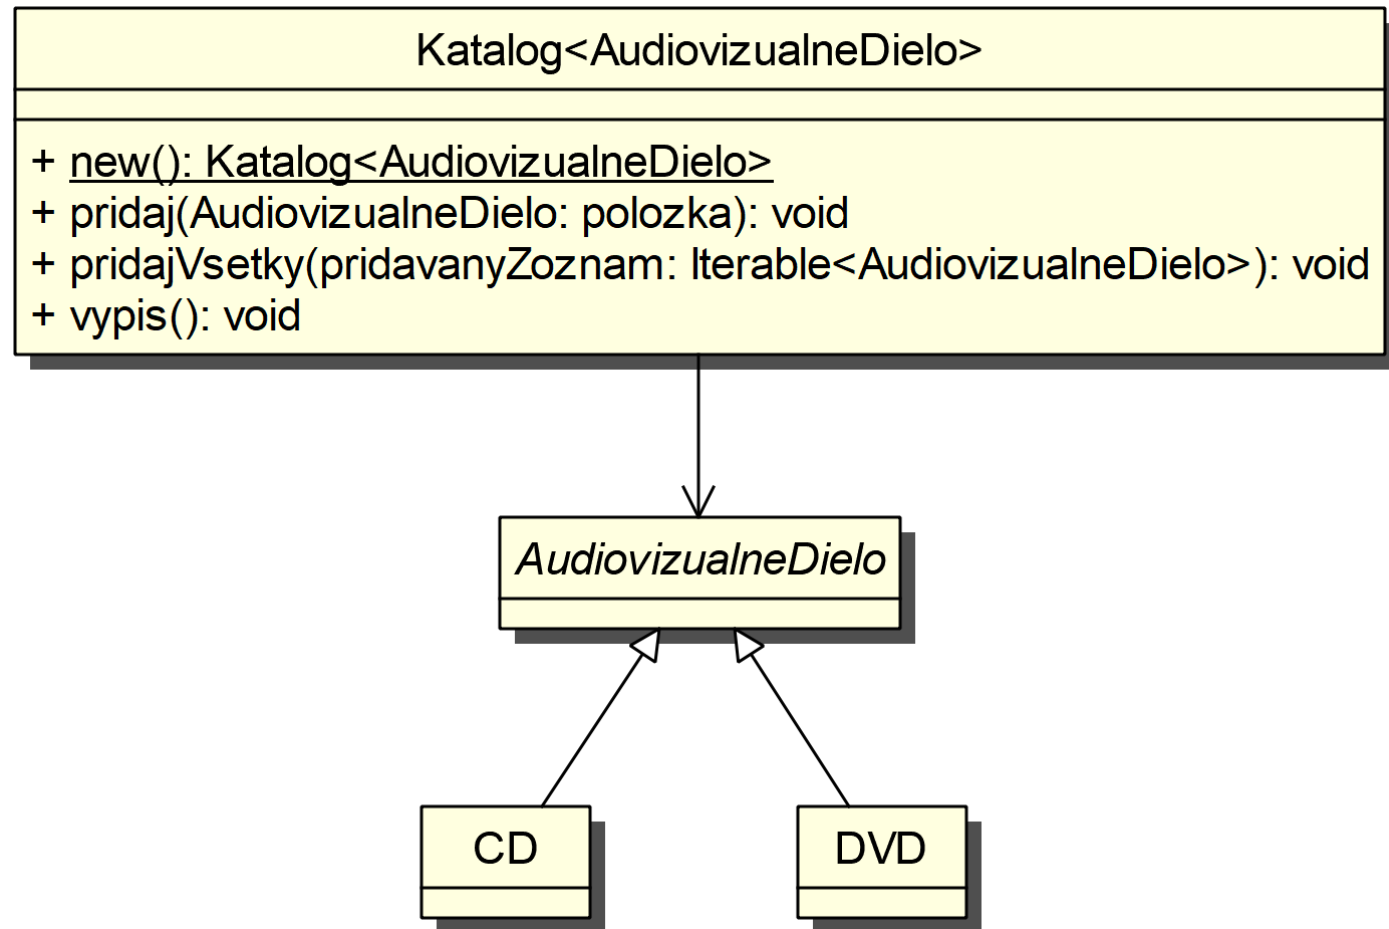 Katalog<AudiovizualneDielo>
+ new(): Katalog<AudiovizualneDielo>
+ pridaj(AudiovizualneDielo: polozka): void
+ pridajVsetky(pridavanyZoznam: Iterable<AudiovizualneDielo>): void
+ vypis(): void
AudiovizualneDielo
CD
DVD